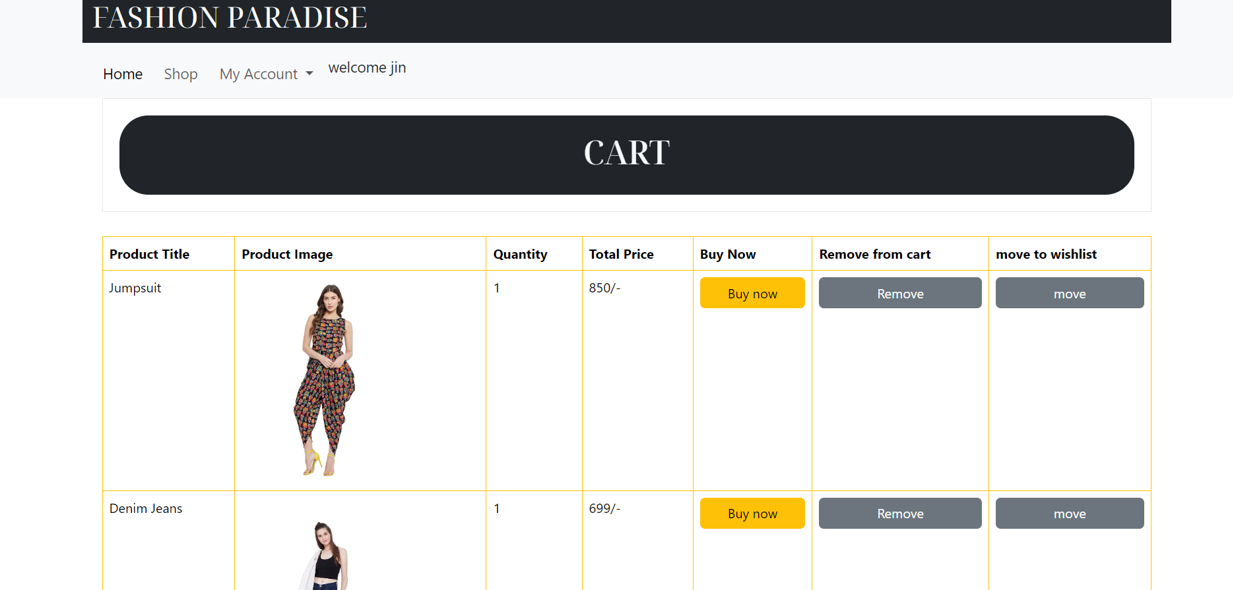 FASHION PARADISE
Home Shop My Account welcome jin
CART
Product Title Product Image Quantity Total Price Buy Now Remove from cart move to wishlist
Jumpsuit 1 850/- Buy now Remove move
Denim Jeans 1 699/- Buy now Remove move